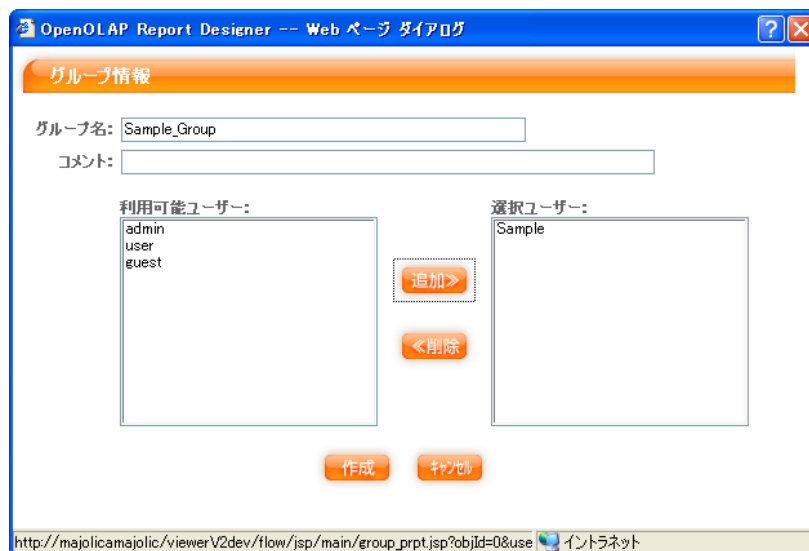 OpenOLAP Report Designer -- Web ページ ダイアログ
グループ情報
グループ名: Sample_Group
コメント:
利用可能ユーザー: 選択ユーザー:
admin Sample
user
guest
追加≫
≪削除
作成 キャンセル
http://majolicamajolic/viewerV2dev/flow/jsp/main/group_prpt.jsp?objId=0&use イントラネット